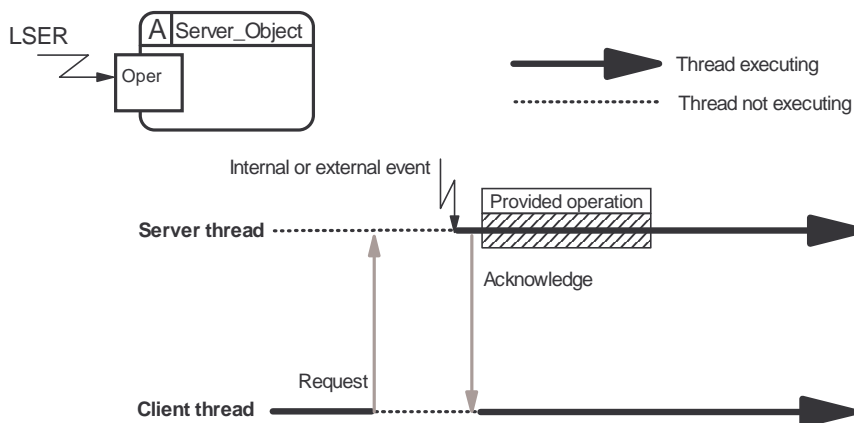 LSER
A Server_Object
Oper
Thread executing
Thread not executing
Internal or external event
Provided operation
Server thread
Acknowledge
Request
Client thread